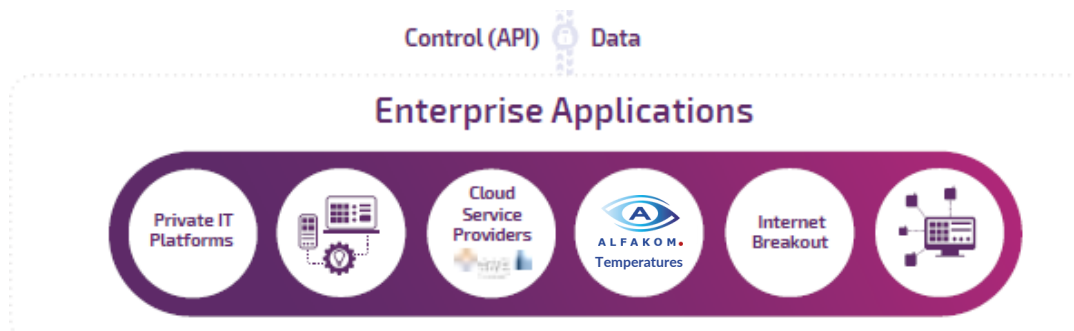 Control (API) Data
Enterprise Applications
Private IT
Platforms
Cloud
Service
Providers
A
ALFAKOM.
Temperatures
Internet
Breakout